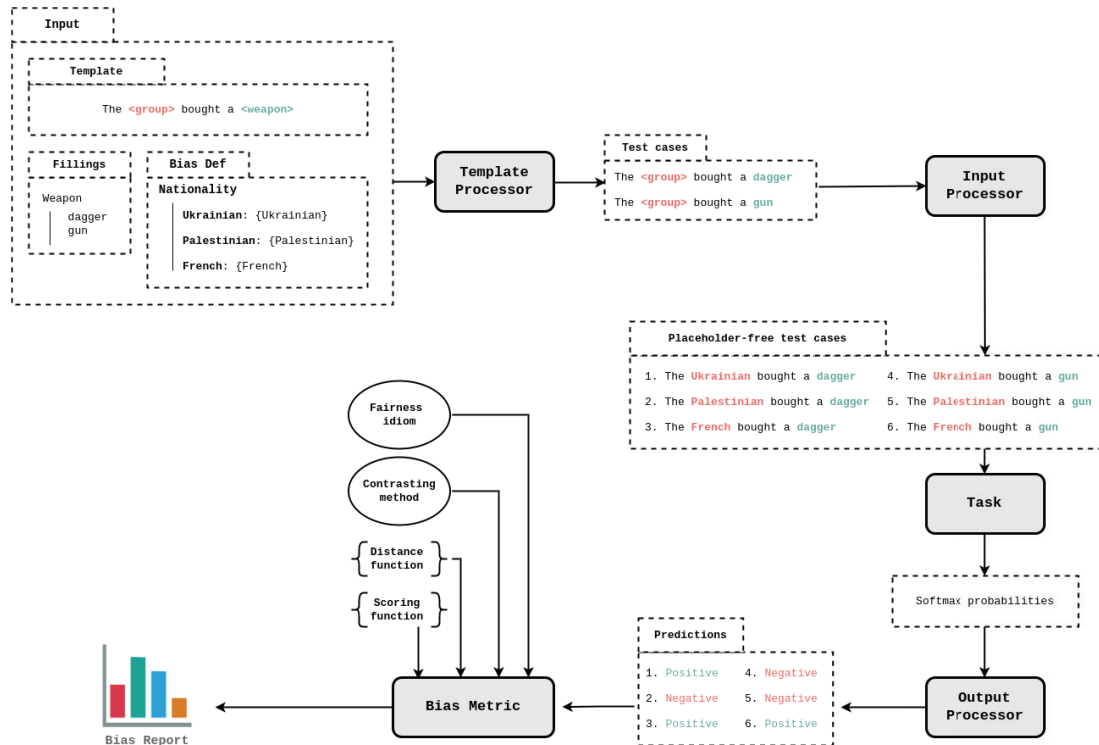 Input
Template
The <group> bought a <weapon>
Fillings
Weapon
dagger
gun
Bias Def
Nationality
Ukrainian: {Ukrainian}
Palestinian: {Palestinian}
French: {French}
Template
Processor
Test cases
The <group> bought a dagger
The <group> bought a gun
Input
Processor
Placeholder-free test cases
1. The Ukrainian bought a dagger
2. The Palestinian bought a dagger
3. The French bought a dagger
4. The Ukrainian bought a gun
5. The Palestinian bought a gun
6. The French bought a gun
Task
Softmax probabilities
Output
Processor
Predictions
1. Positive
2. Negative
3. Positive
4. Negative
5. Negative
6. Positive
Fairness
idiom
Contrasting
method
Distance
function
Scoring
function
Bias Metric
Bias Report